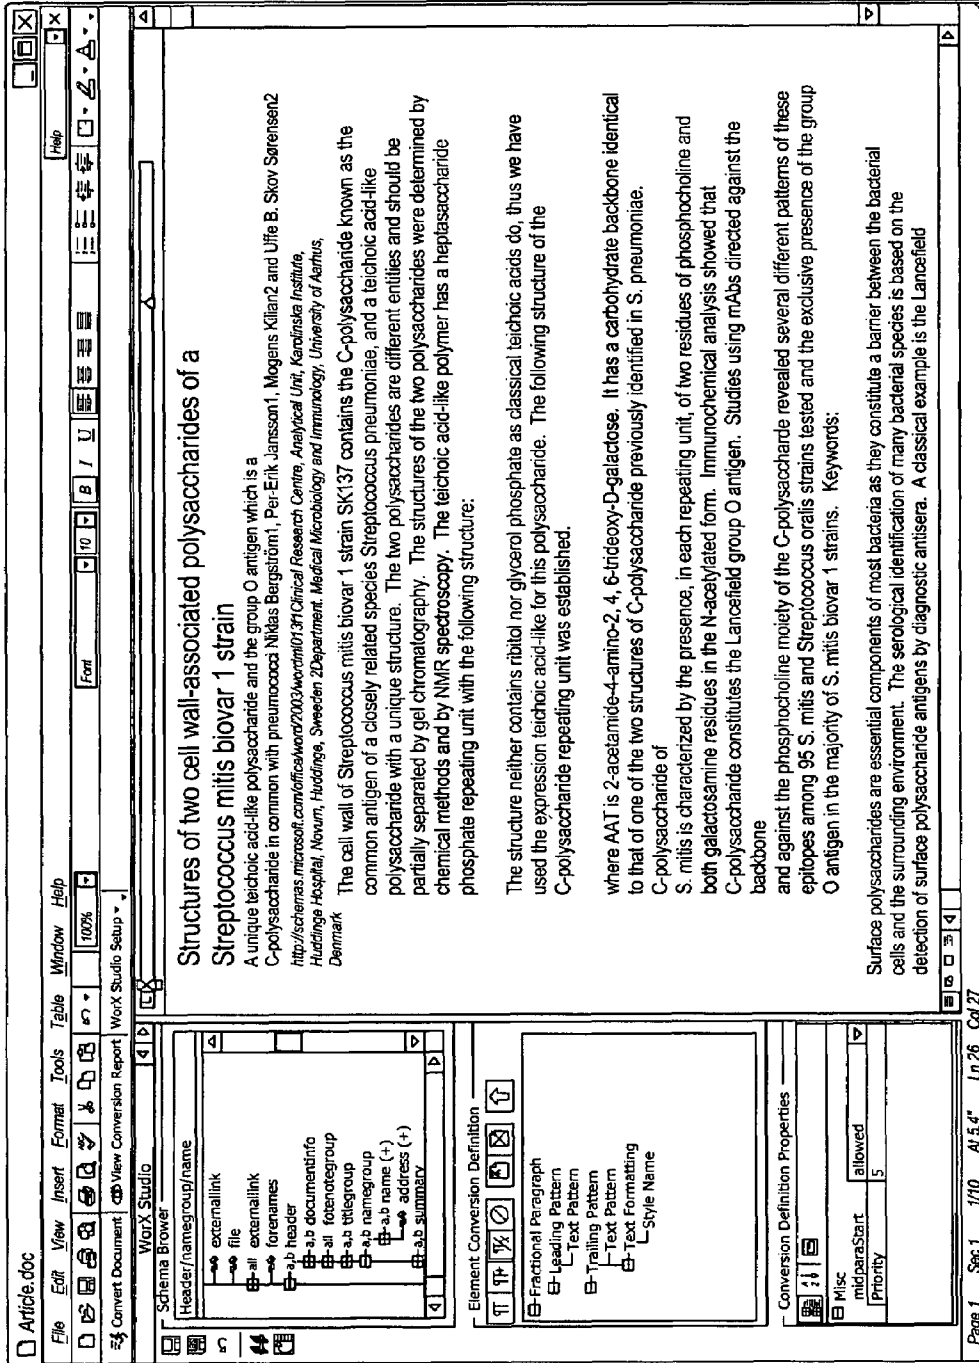 Article.doc
File Edit View Insert Format Tools Table Window Help
Help
100%
Font
10
B I U
Convert Document View Conversion Report WorX Studio Setup
WorX Studio
Schema Browser
Header/namegroup/name
externallink
file
all externallink
forenames
a,b header
a,b documentinfo
all fotenotegroup
a,b titlegroup
a,b namegroup
a,b name (+)
address (+)
a,b summary
Element Conversion Definition
Fractional Paragraph
Leading Pattern
Text Pattern
Trailing Pattern
Text Pattern
Text Formatting
Style Name
Conversion Definition Properties
Misc
midparaStart allowed
Priority 5
Structures of two cell wall-associated polysaccharides of a
Streptococcus mitis biovar 1 strain
A unique teichoic acid-like polysaccharide and the group O antigen which is a
C-polysaccharide in common with pneumococci Niklas Bergström1, Per-Erik Jansson1, Mogens Kilian2 and Uffe B. Skov Sørensen2
http://schemas.microsoft.com/office/word/2003/wordml/013f1Clinical Research Centre, Analytical Unit, Karolinska Institute,
Huddinge Hospital, Novum, Huddinge, Sweeden 2Department. Medical Microbiology and Immunology, University of Aarhus,
Denmark
The cell wall of Streptococcus mitis biovar 1 strain SK137 contains the C-polysaccharide known as the
common antigen of a closely related species Streptococcus pneumoniae, and a teichoic acid-like
polysaccharide with a unique structure. The two polysaccharides are different entities and should be
partially separated by gel chromatography. The structures of the two polysaccharides were determined by
chemical methods and by NMR spectroscopy. The teichoic acid-like polymer has a heptasaccharide
phosphate repeating unit with the following structure:
The structure neither contains ribitol nor glycerol phosphate as classical teichoic acids do, thus we have
used the expression teichoic acid-like for this polysaccharide. The following structure of the
C-polysaccharide repeating unit was established.
where AAT is 2-acetamide-4-amino-2, 4, 6-trideoxy-D-galactose. It has a carbohydrate backbone identical
to that of one of the two structures of C-polysaccharide previously identified in S. pneumoniae.
C-polysaccharide of
S. mitis is characterized by the presence, in each repeating unit, of two residues of phosphocholine and
both galactosamine residues in the N-acetylated form. Immunochemical analysis showed that
C-polysaccharide constitutes the Lancefield group O antigen. Studies using mAbs directed against the
backbone
and against the phosphocholine moiety of the C-polysaccharde revealed several different patterns of these
epitopes among 95 S. mitis and Streptococcus oralis strains tested and the exclusive presence of the group
O antigen in the majority of S. mitis biovar 1 strains. Keywords:
Surface polysaccharides are essential components of most bacteria as they constitute a barrier between the bacterial
cells and the surrounding environment. The serological identification of many bacterial species is based on the
detection of surface polysaccharide antigens by diagnostic antisera. A classical example is the Lancefield
Page 1 Sec 1 1/10 At 5.4" Ln 26 Col 27